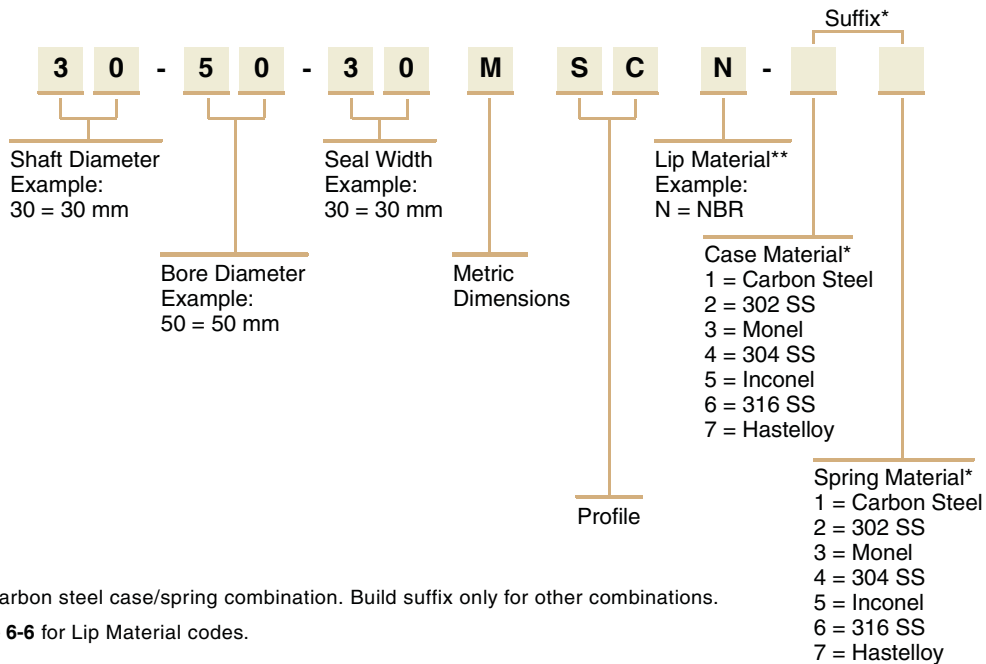 Suffix*
3 0 - 5 0 - 3 0 M S C N -
Shaft Diameter
Example:
30 = 30 mm
Bore Diameter
Example:
50 = 50 mm
Seal Width
Example:
30 = 30 mm
Metric
Dimensions
Profile
Lip Material**
Example:
N = NBR
Case Material*
1 = Carbon Steel
2 = 302 SS
3 = Monel
4 = 304 SS
5 = Inconel
6 = 316 SS
7 = Hastelloy
Spring Material*
1 = Carbon Steel
2 = 302 SS
3 = Monel
4 = 304 SS
5 = Inconel
6 = 316 SS
7 = Hastelloy
arbon steel case/spring combination. Build suffix only for other combinations.
6-6 for Lip Material codes.